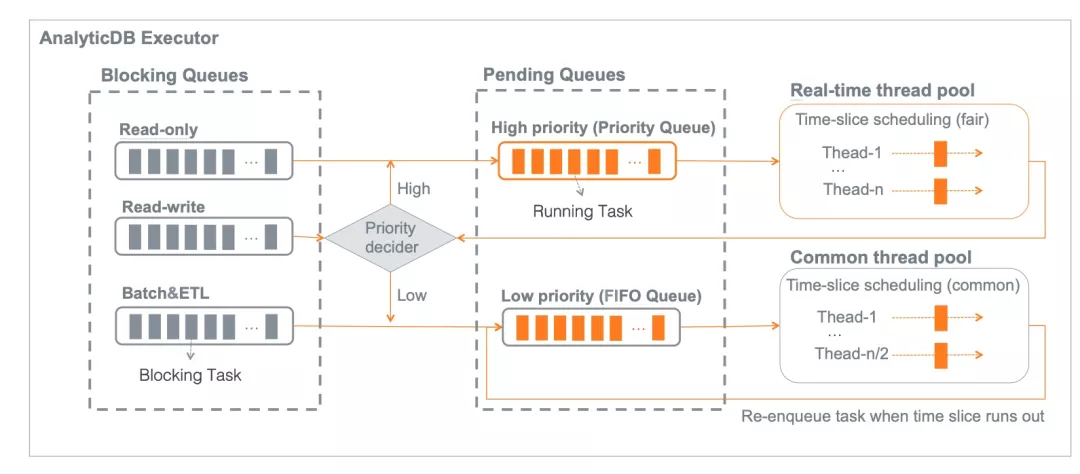 AnalyticDB Executor
Blocking Queues
Read-only
...
Read-write
...
Batch&ETL
...
Blocking Task
High
Priority
decider
Low
Pending Queues
High priority (Priority Queue)
...
Running Task
Low priority (FIFO Queue)
...
Real-time thread pool
Time-slice scheduling (fair)
Thead-1
...
Thead-n
Common thread pool
Time-slice scheduling (common)
Thead-1
...
Thead-n/2
Re-enqueue task when time slice runs out